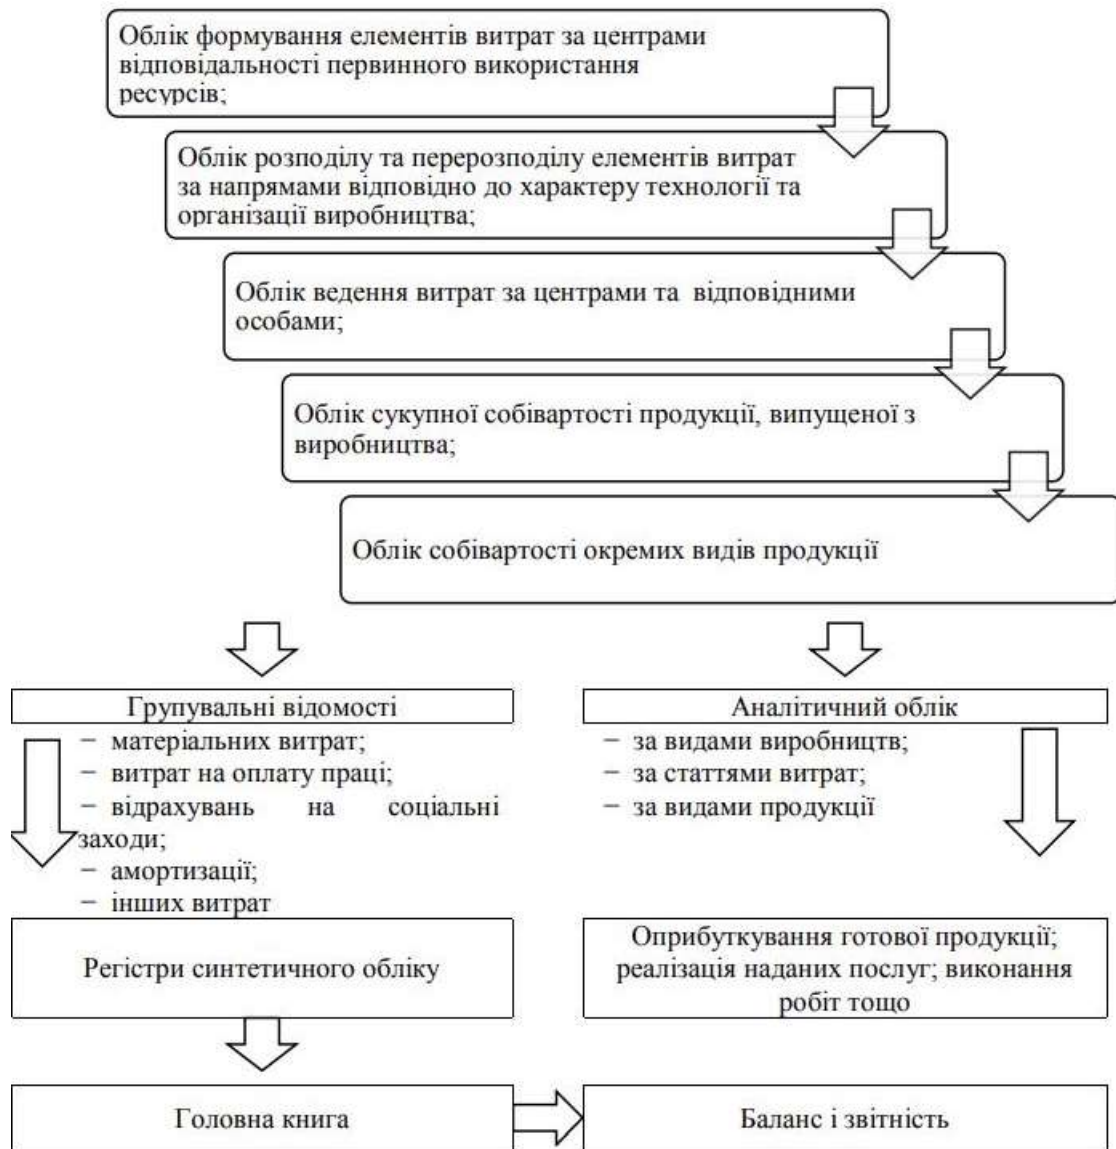 Облік формування елементів витрат за центрами
відповідальності первинного використання
ресурсів;
Облік розподілу та перерозподілу елементів витрат
за напрямами відповідно до характеру технології та
організації виробництва;
Облік ведення витрат за центрами та відповідними
особами;
Облік сукупної собівартості продукції, випущеної з
виробництва;
Облік собівартості окремих видів продукції
Групувальні відомості
− матеріальних витрат;
− витрат на оплату праці;
− відрахувань на соціальні
заходи;
− амортизації;
− інших витрат
Аналітичний облік
− за видами виробництв;
− за статтями витрат;
− за видами продукції
Регістри синтетичного обліку
Оприбуткування готової продукції;
реалізація наданих послуг; виконання
робіт тощо
Головна книга
Баланс і звітність